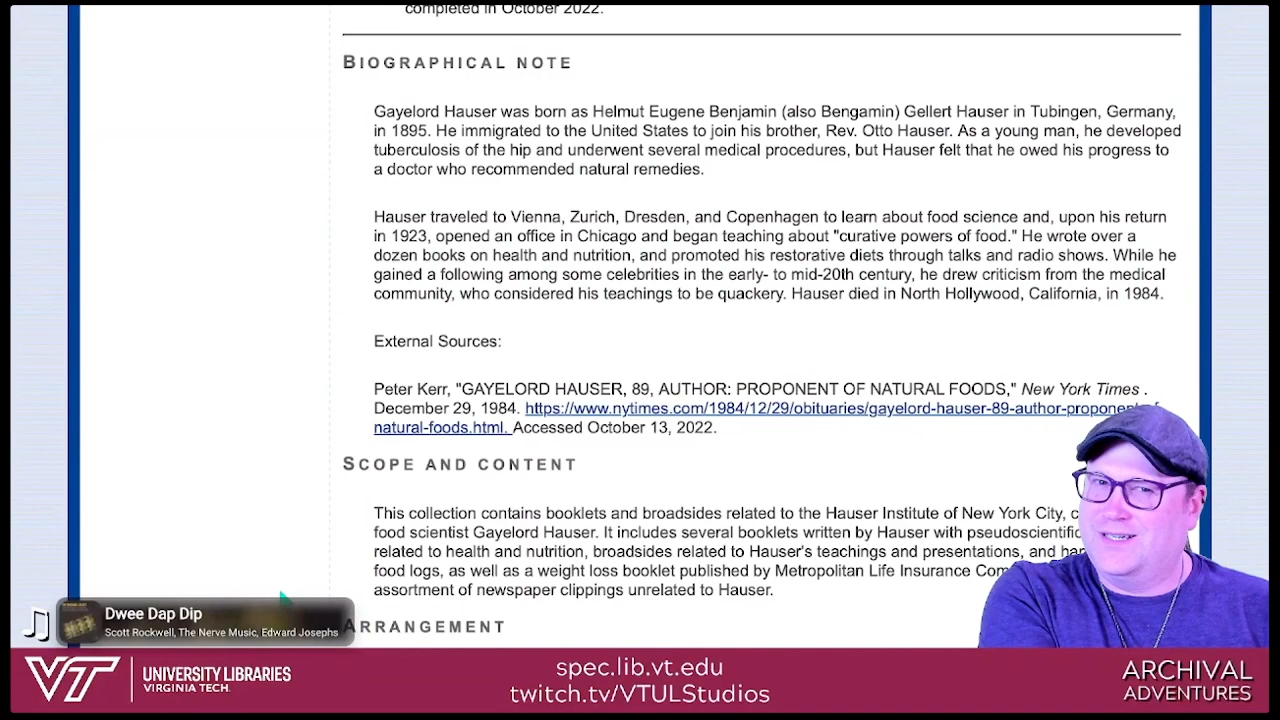 completed in October 2022.
BIOGRAPHICAL NOTE
Gayelord Hauser was born as Helmut Eugene Benjamin (also Bengamin) Gellert Hauser in Tubingen, Germany,
in 1895. He immigrated to the United States to join his brother, Rev. Otto Hauser. As a young man, he developed
tuberculosis of the hip and underwent several medical procedures, but Hauser felt that he owed his progress to
a doctor who recommended natural remedies.
Hauser traveled to Vienna, Zurich, Dresden, and Copenhagen to learn about food science and, upon his return
in 1923, opened an office in Chicago and began teaching about "curative powers of food." He wrote over a
dozen books on health and nutrition, and promoted his restorative diets through talks and radio shows. While he
gained a following among some celebrities in the early- to mid-20th century, he drew criticism from the medical
community, who considered his teachings to be quackery. Hauser died in North Hollywood, California, in 1984.
External Sources:
Peter Kerr, "GAYELORD HAUSER, 89, AUTHOR: PROPONENT OF NATURAL FOODS," New York Times .
December 29, 1984. https://www.nytimes.com/1984/12/29/obituaries/gayelord-hauser-89-author-proponent-
natural-foods.html. Accessed October 13, 2022.
SCOPE AND CONTENT
This collection contains booklets and broadsides related to the Hauser Institute of New York City,
food scientist Gayelord Hauser. It includes several booklets written by Hauser with
related to health and nutrition, broadsides related to Hauser's teachings and presentations, and
food logs, as well as a weight loss booklet published by Metropolitan Life Insurance
assortment of newspaper clippings unrelated to Hauser.
ARRANGEMENT
Dwee Dap Dip
Scott Rockwell, The Nerve Music, Edward Josephs
VT UNIVERSITY LIBRARIES
VIRGINIA TECH.
spec.lib.vt.edu
twitch.tv/VTULStudios
ARCHIVAL
ADVENTURES